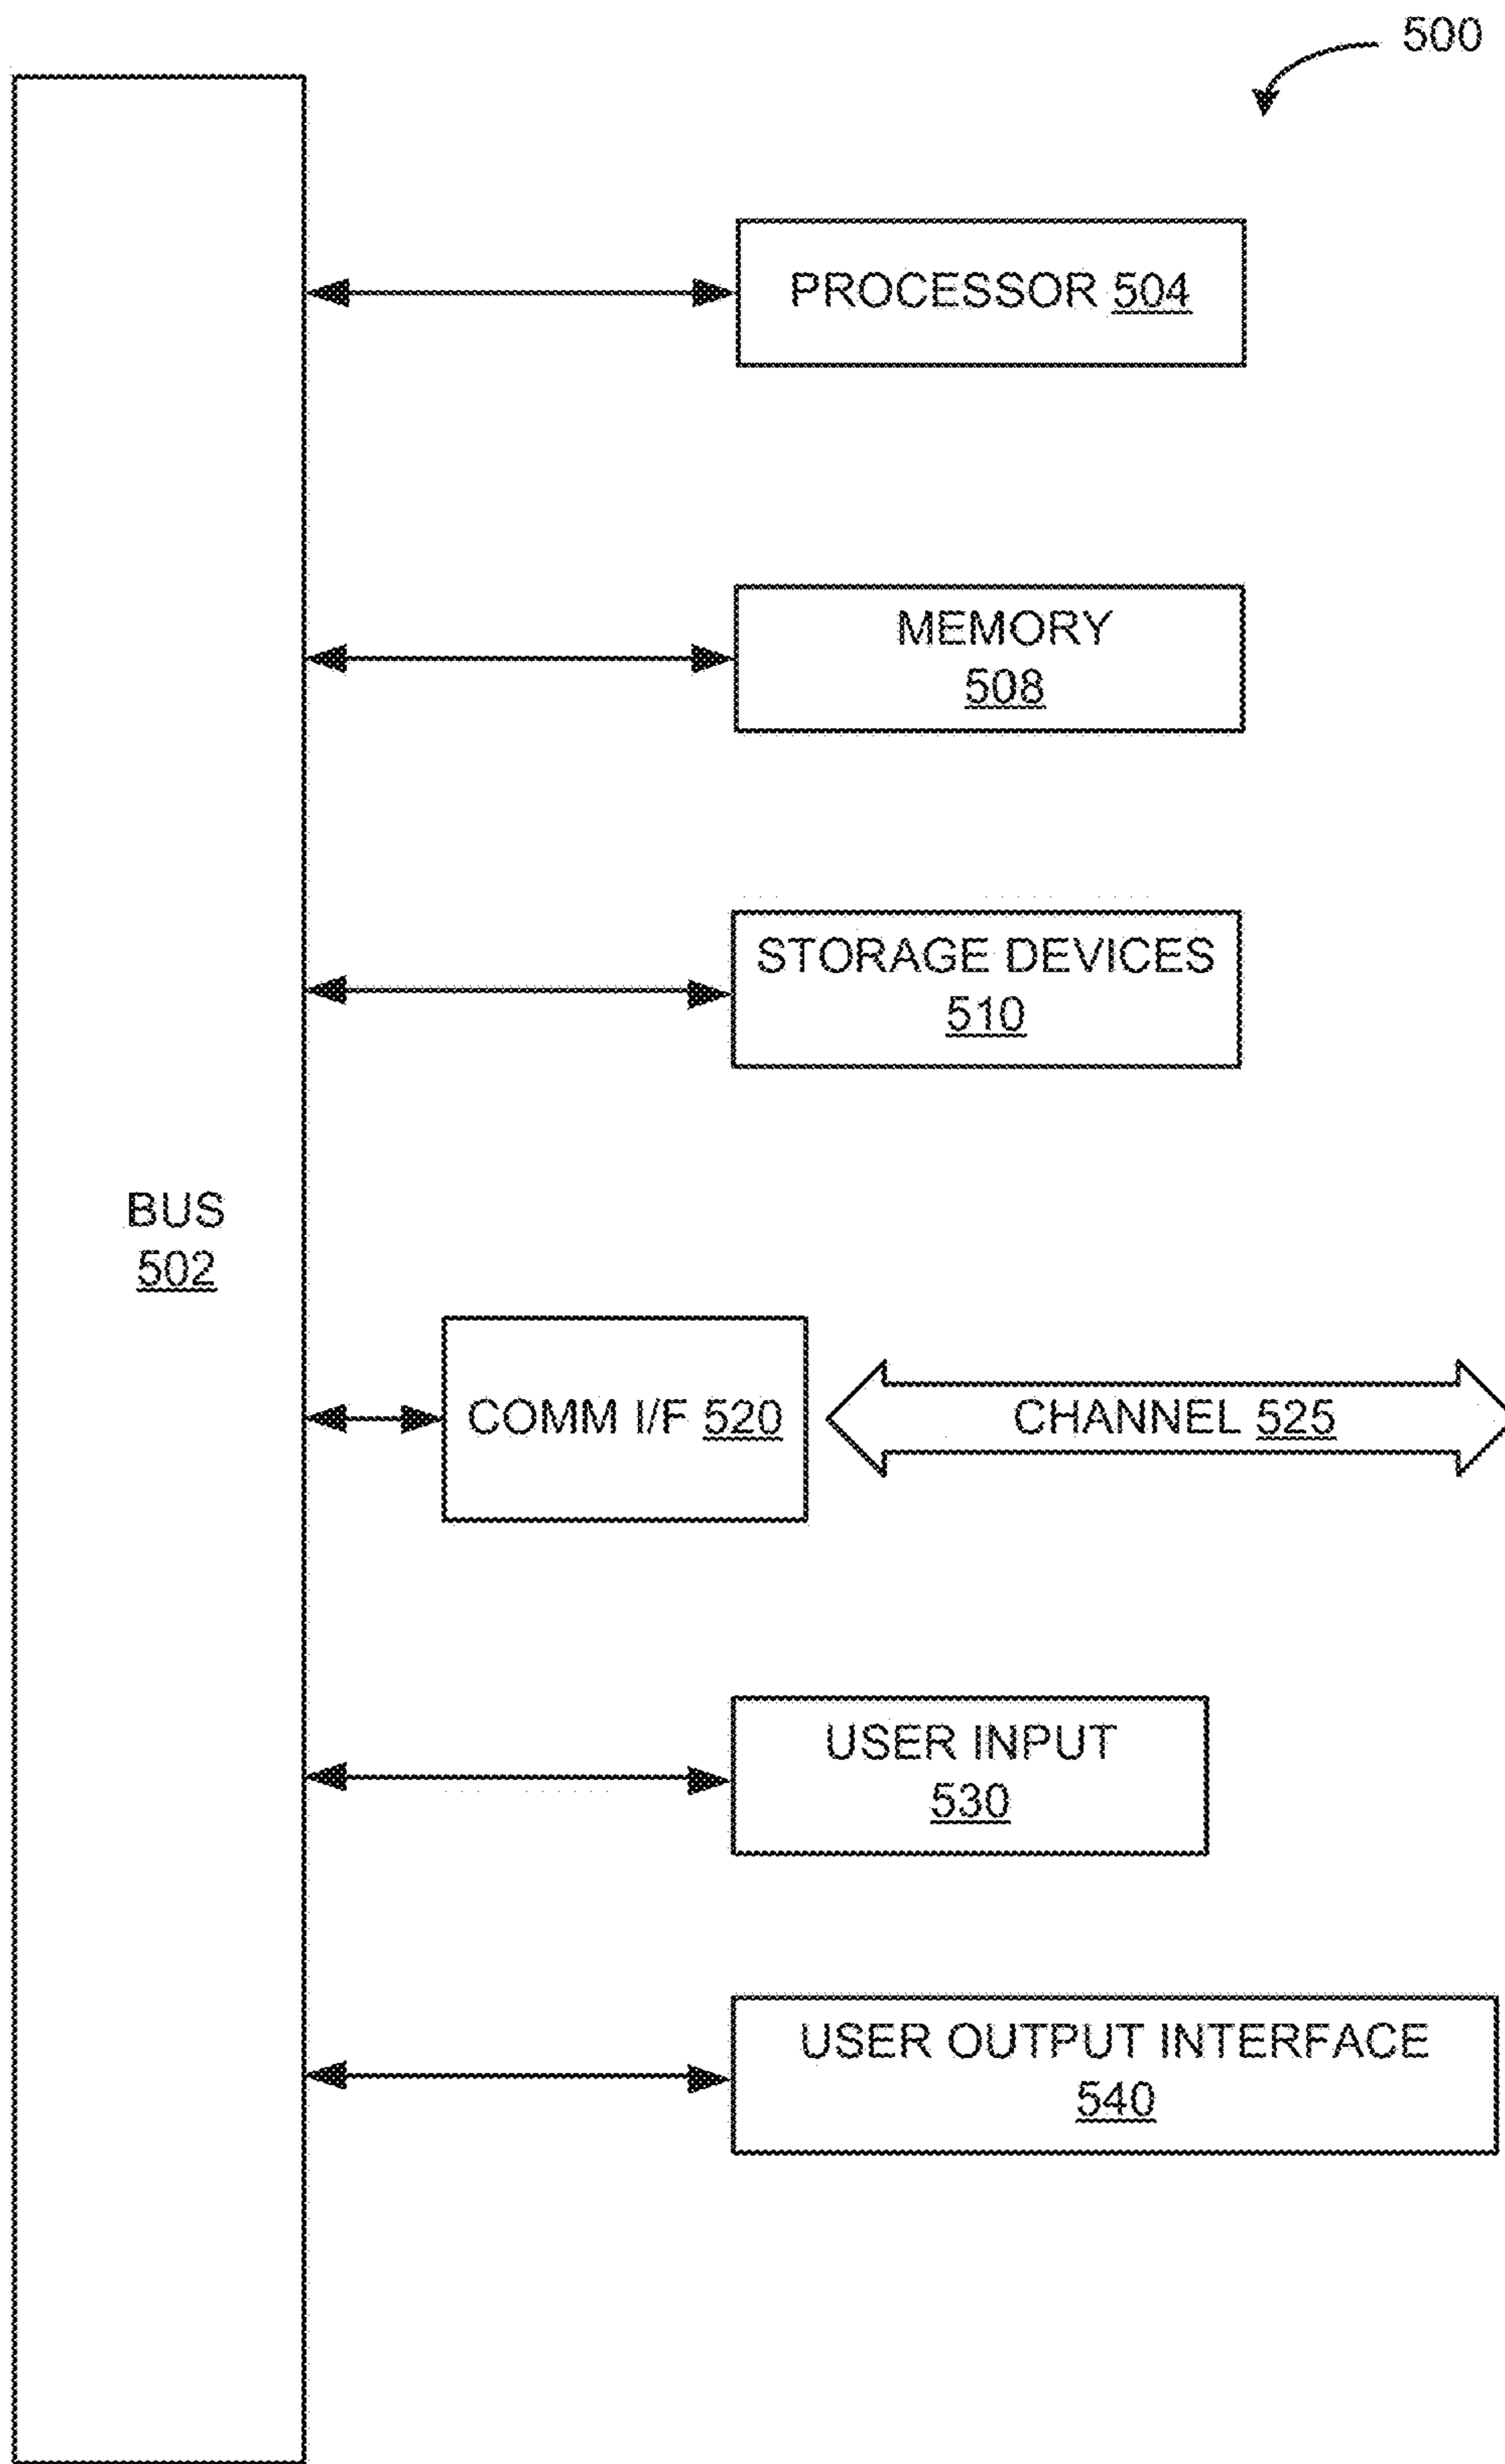 500
PROCESSOR 504
MEMORY
508
STORAGE DEVICES
510
BUS
502
COMM I/F 520
CHANNEL 525
USER INPUT
530
USER OUTPUT INTERFACE
540